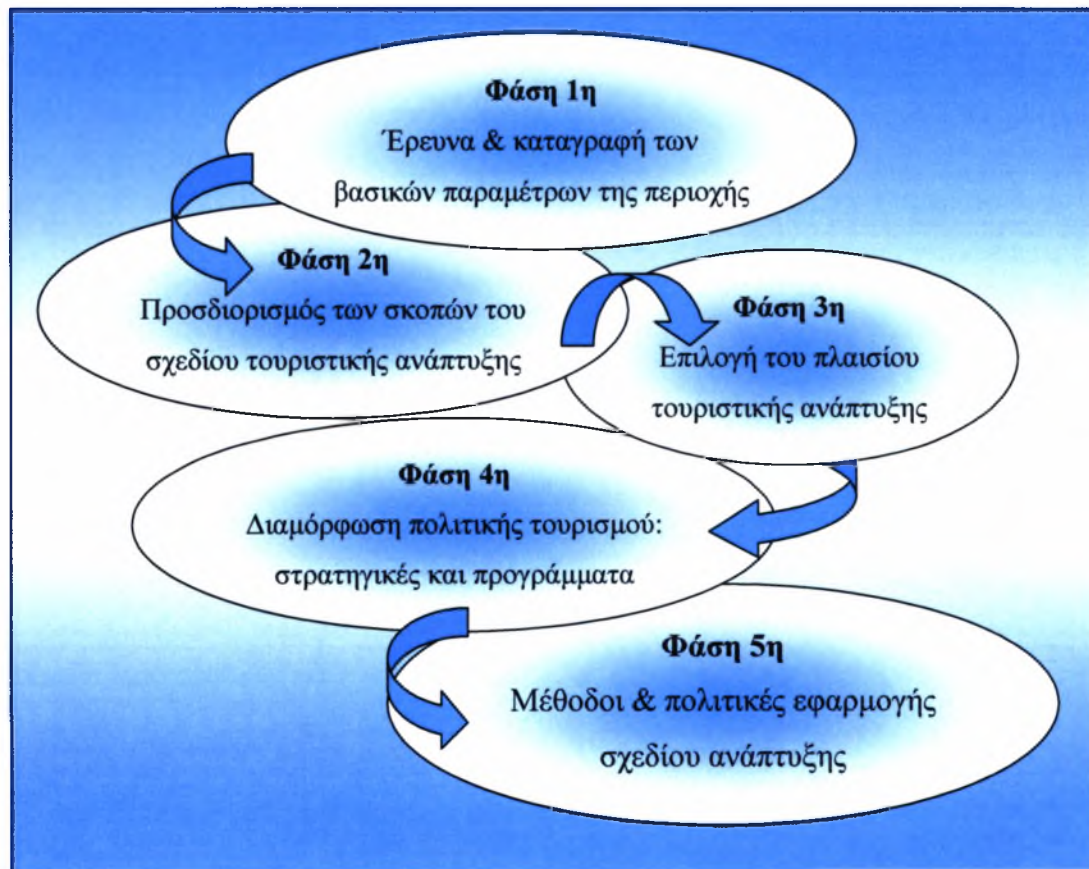 Φάση 1η
Έρευνα & καταγραφή των
βασικών παραμέτρων της περιοχής
Φάση 2η
Προσδιορισμός των σκοπών του
σχεδίου τουριστικής ανάπτυξης
Φάση 3η
Επιλογή του πλαισίου
τουριστικής ανάπτυξης
Φάση 4η
Διαμόρφωση πολιτικής τουρισμού:
στρατηγικές και προγράμματα
Φάση 5η
Μέθοδοι & πολιτικές εφαρμογής
σχεδίου ανάπτυξης